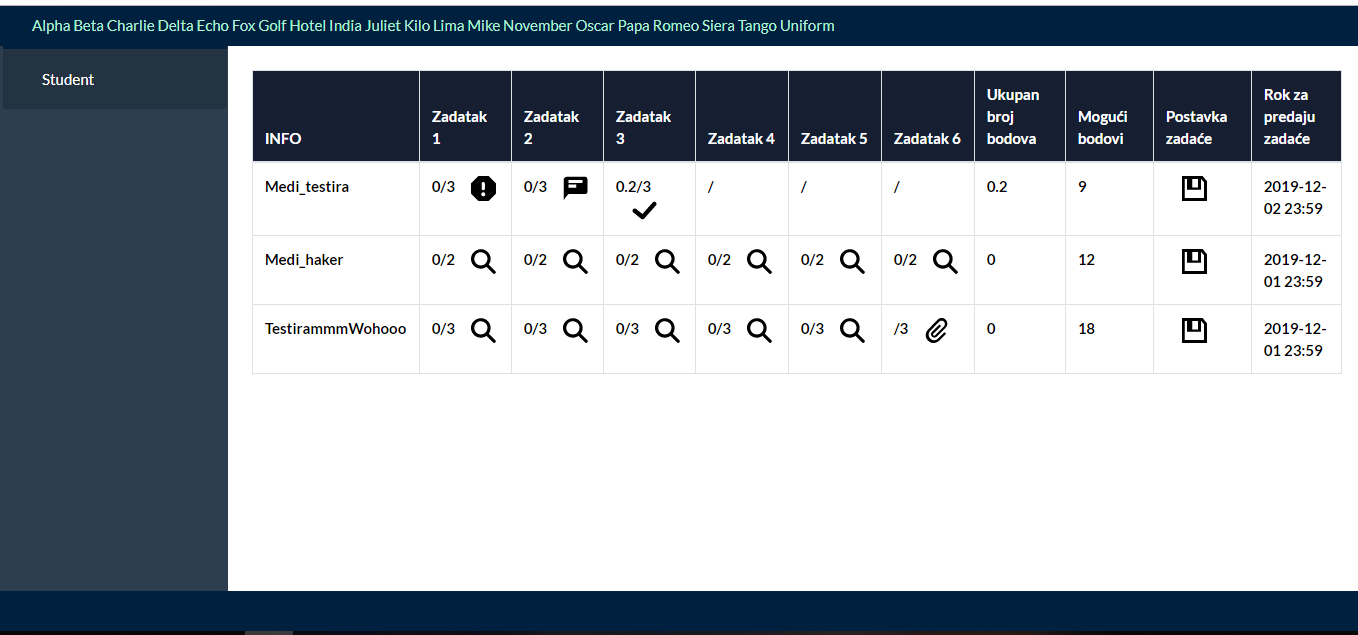 Alpha Beta Charlie Delta Echo Fox Golf Hotel India Juliet Kilo Lima Mike November Oscar Papa Romeo Siera Tango Uniform
Student
INFO
Zadatak
1
Zadatak
2
Zadatak
3
Zadatak 4
Zadatak 5
Zadatak 6
Ukupan
broj
bodova
Mogući
bodovi
Postavka
zadaće
Rok za
predaju
zadaće
Medi_testira
0/3
0/3
0.2/3
/
/
/
0.2
9
2019-12-
02 23:59
Medi_haker
0/2
0/2
0/2
0/2
0/2
0/2
0
12
2019-12-
01 23:59
TestirammmWohooo
0/3
0/3
0/3
0/3
0/3
/3
0
18
2019-12-
01 23:59